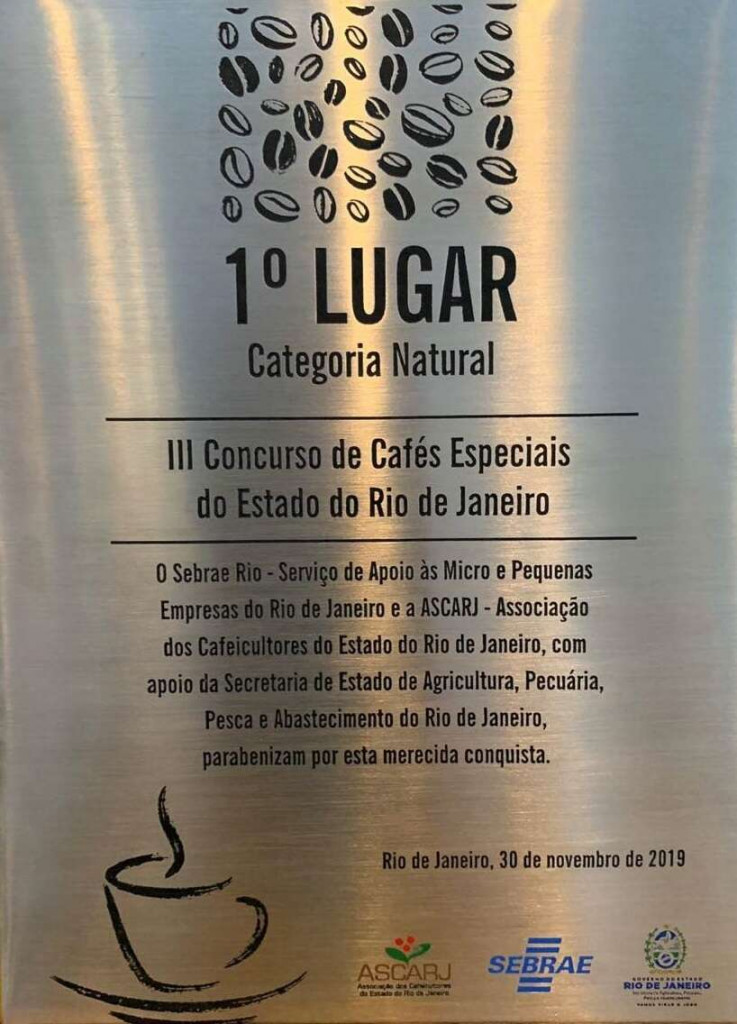 1º LUGAR
Categoria Natural
III Concurso de Cafés Especiais
do Estado do Rio de Janeiro
O Sebrae Rio - Serviço de Apoio às Micro e Pequenas
Empresas do Rio de Janeiro e a ASCARJ - Associação
dos Cafeicultores do Estado do Rio de Janeiro, com
apoio da Secretaria de Estado de Agricultura, Pecuária,
Pesca e Abastecimento do Rio de Janeiro,
parabenizam por esta merecida conquista.
Rio de Janeiro, 30 de novembro de 2019
ASCARJ
Associação dos Cafeicultores
do Estado do Rio de Janeiro
SEBRAE
GOVERNO DO ESTADO
RIO DE JANEIRO